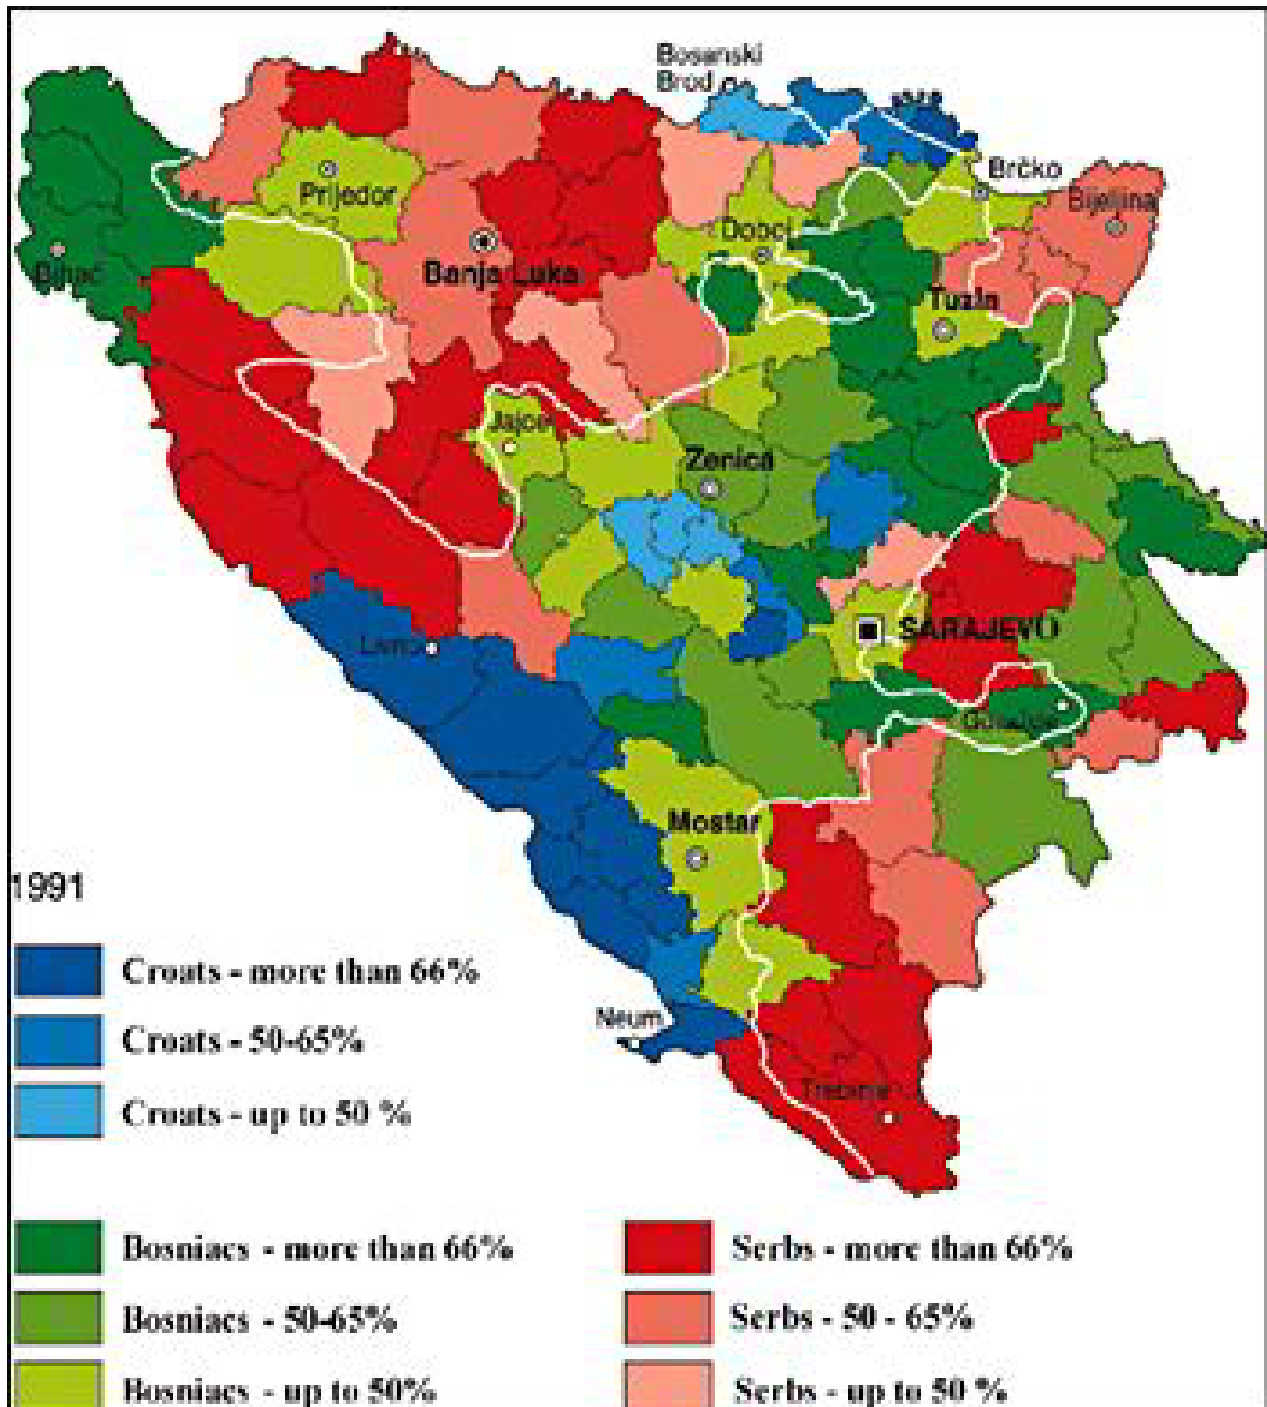 Bosanski
Brod
Brčko
Prijedor
Bijeljina
Doboj
Banja Luka
Bihać
Tuzla
Jajce
Zenica
SARAJEVO
Livno
Goražde
Mostar
1991
Croats - more than 66%
Neum
Croats - 50-65%
Trebinje
Croats - up to 50 %
Bosniacs - more than 66%
Serbs - more than 66%
Bosniacs - 50-65%
Serbs - 50 - 65%
Bosniacs - up to 50%
Serbs - up to 50 %